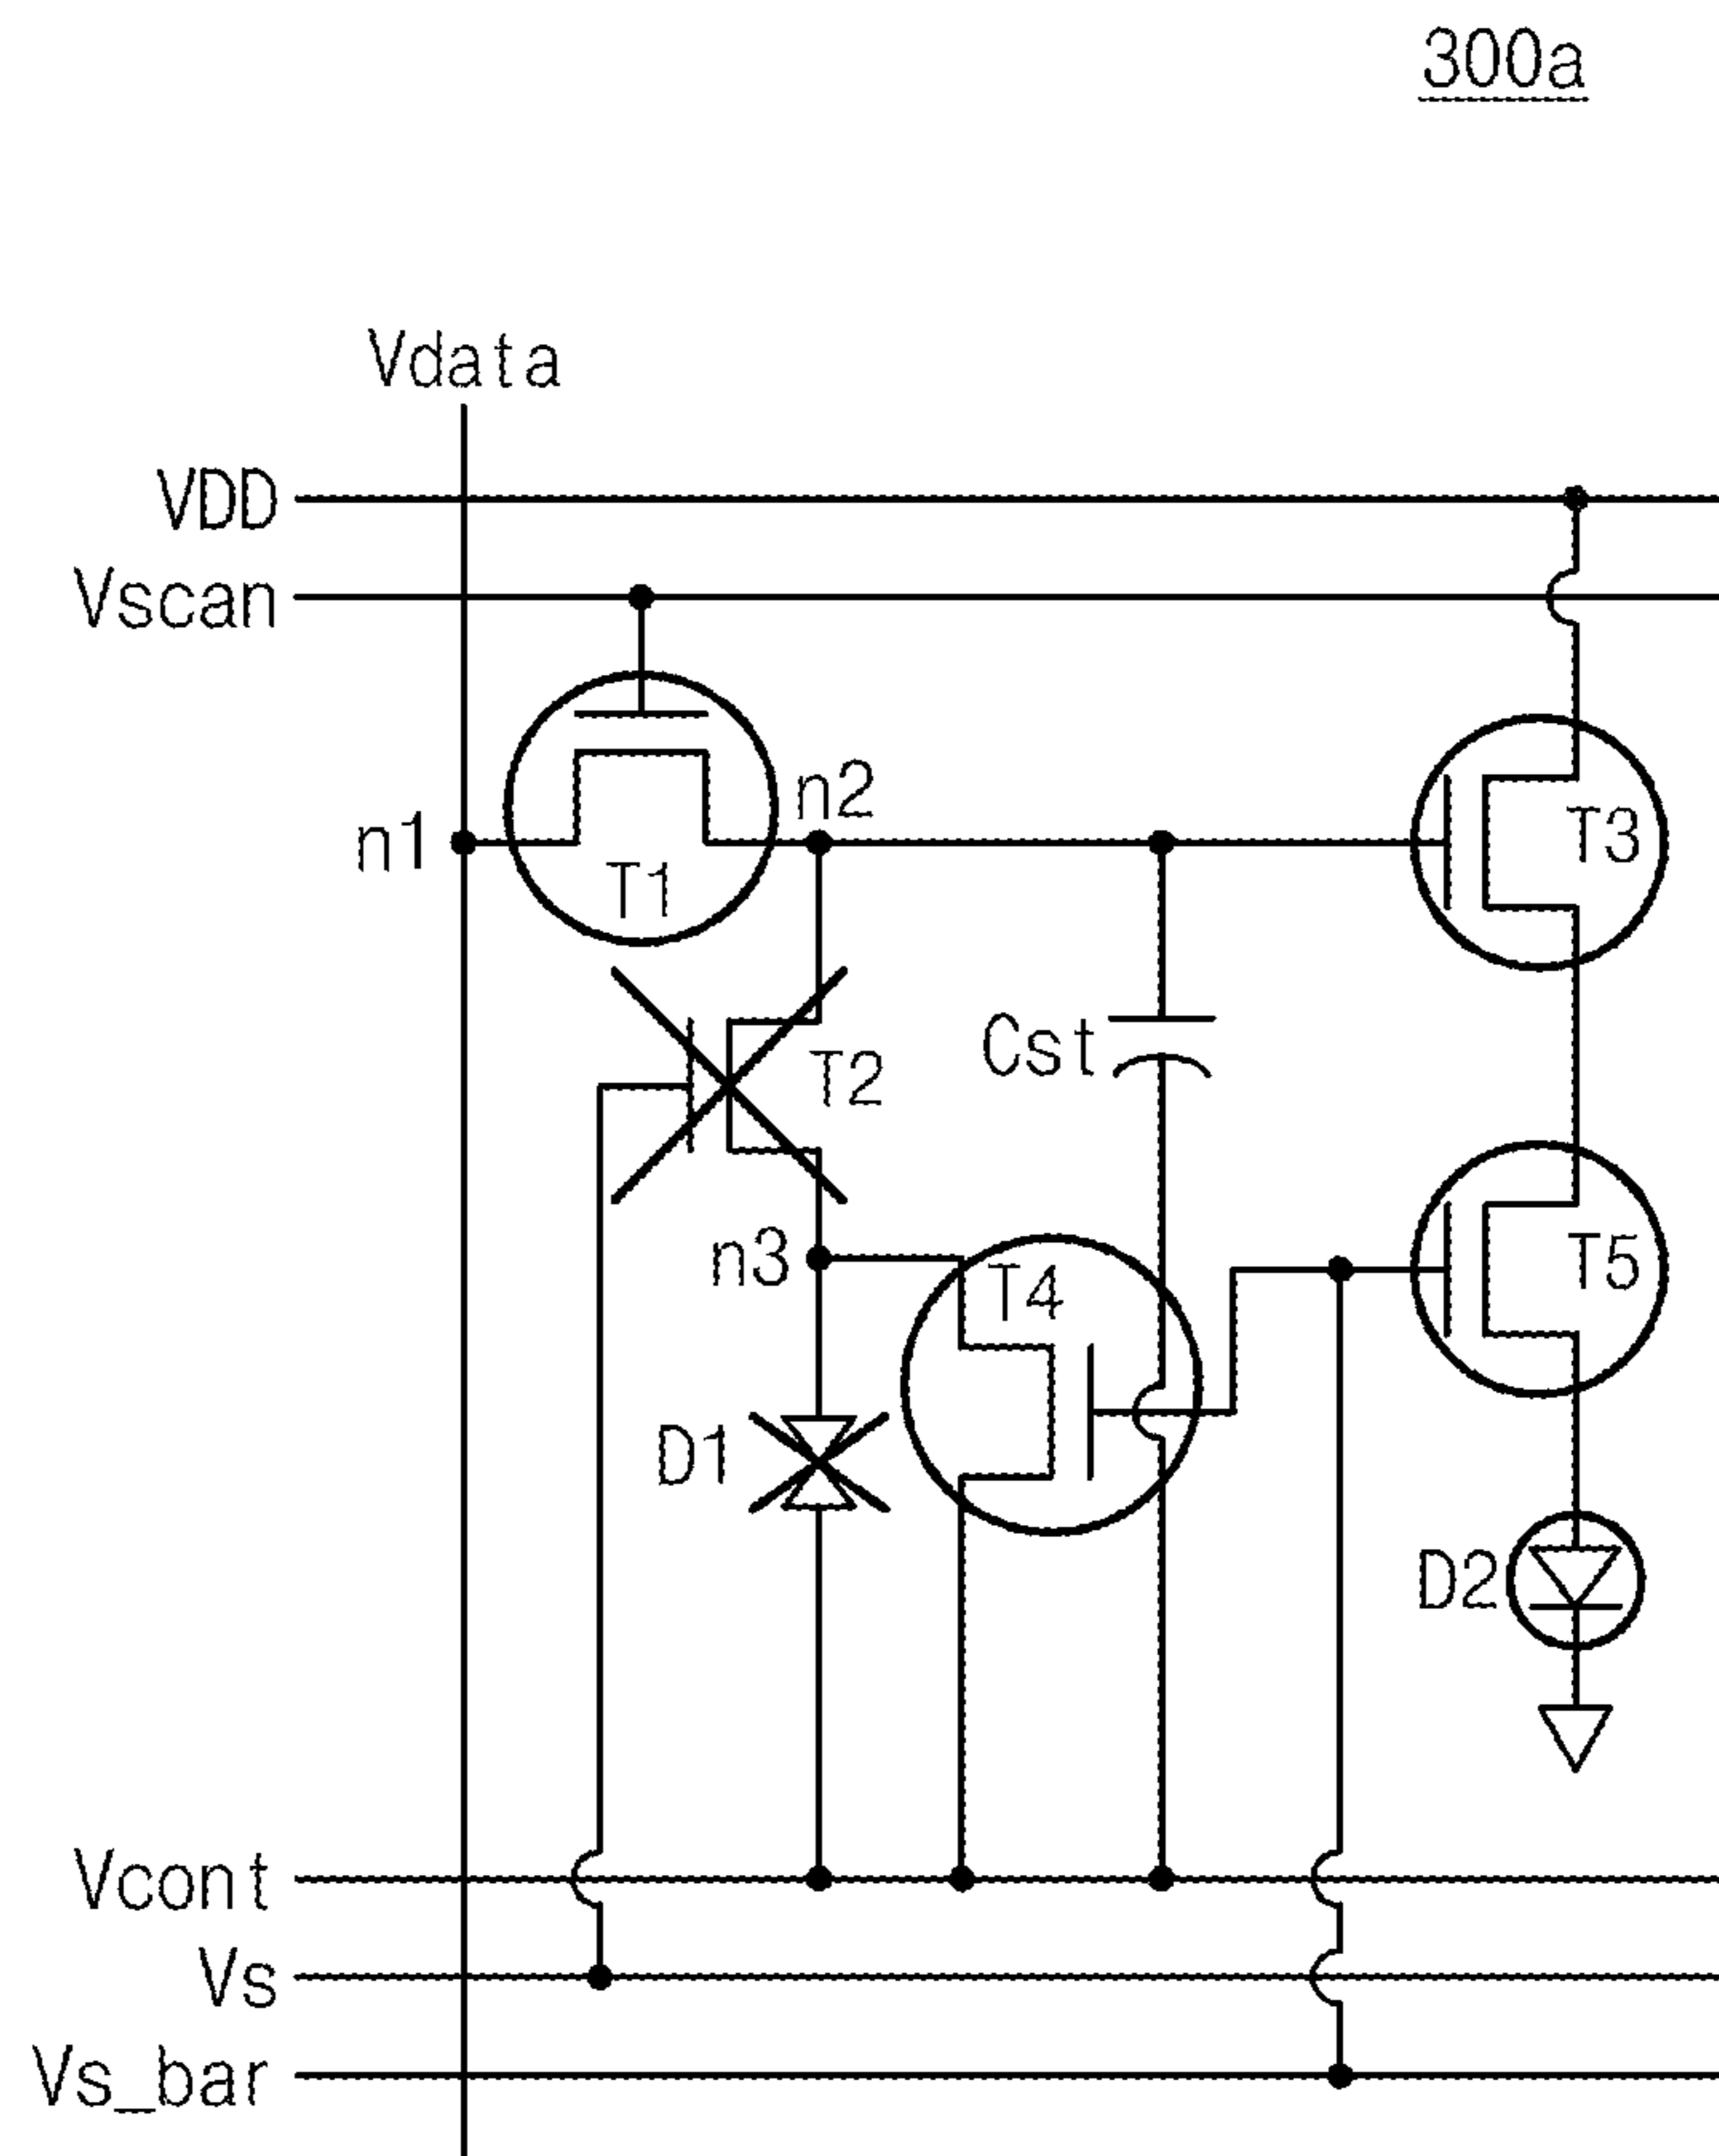 300a
Vdata
VDD
Vscan
n2
n1
T1
T3
Cst
T2
n3
T4
T5
D1
D2
Vcont
Vs
Vs_bar